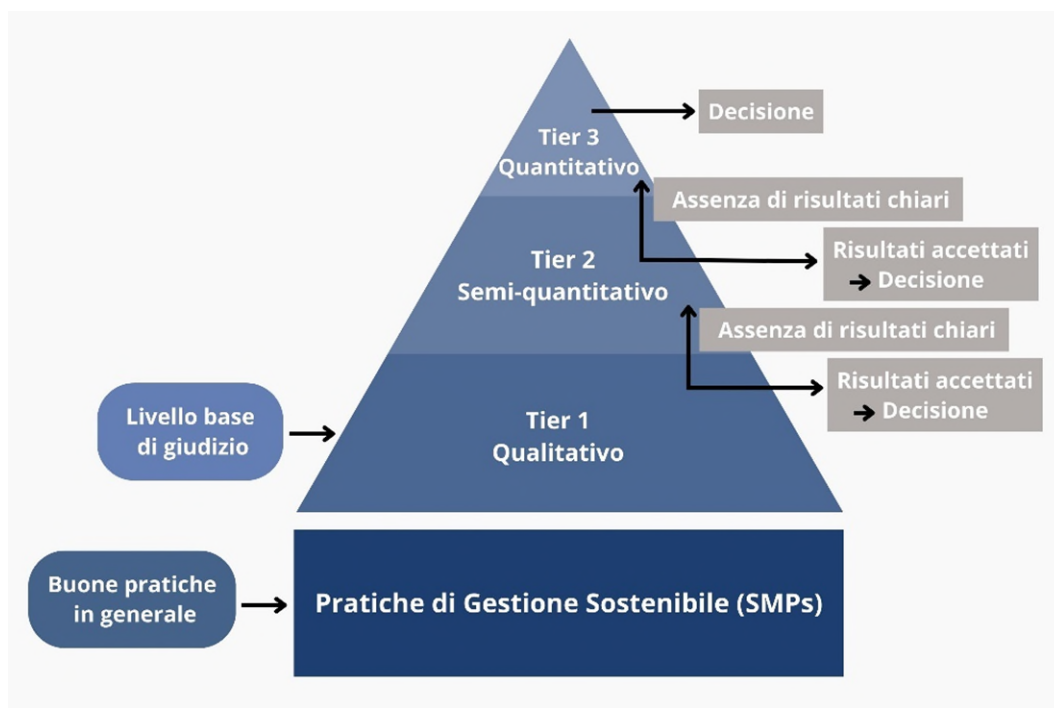 Decisione
Tier 3
Quantitativo
Assenza di risultati chiari
Risultati accettati
→ Decisione
Tier 2
Semi-quantitativo
Assenza di risultati chiari
Risultati accettati
→ Decisione
Livello base
di giudizio
Tier 1
Qualitativo
Buone pratiche
in generale
Pratiche di Gestione Sostenibile (SMPs)